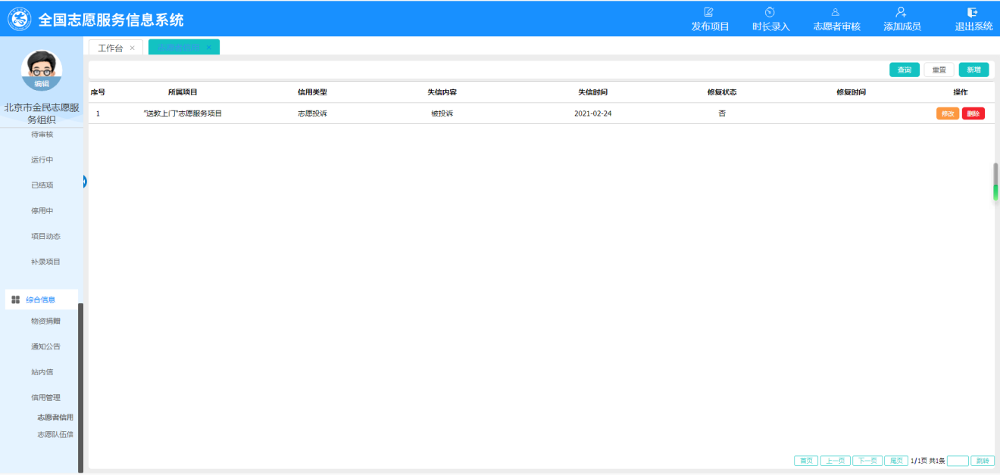 全国志愿服务信息系统
发布项目 时长录入 志愿者审核 添加成员 退出系统
工作台 × 志愿者信用 ×
编辑
北京市金民志愿服
务组织
查询 重置 新增
序号 所属项目 信用类型 失信内容 失信时间 修复状态 修复时间 操作
1 "送教上门"志愿服务项目 志愿投诉 被投诉 2021-02-24 否 修改 删除
待审核
运行中
已结项
停用中
项目动态
补录项目
综合信息
物资捐赠
通知公告
站内信
信用管理
志愿者信用
志愿队伍信
首页 上一页 下一页 尾页 1/1页 共1条 跳转